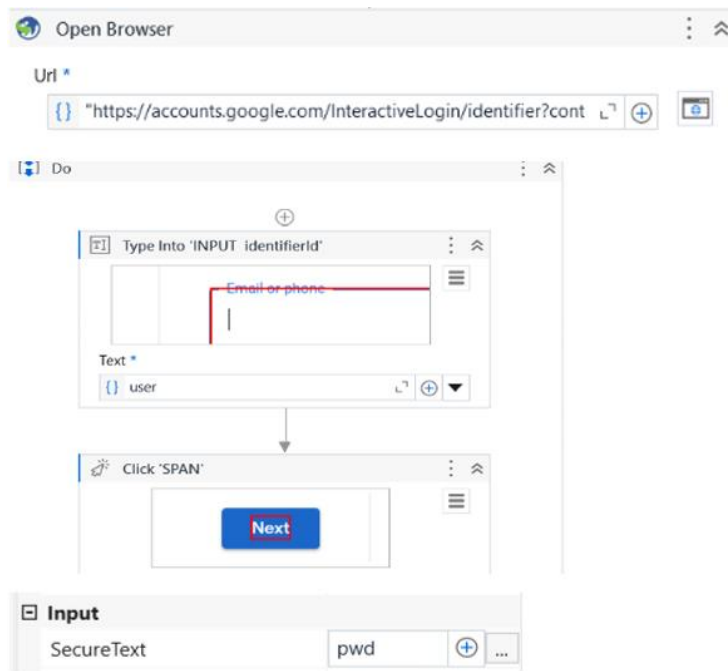 Open Browser
Url *
{} "https://accounts.google.com/InteractiveLogin/identifier?cont
Do
Type Into 'INPUT identifierId'
Email or phone
Text *
{} user
Click 'SPAN'
Next
Input
SecureText pwd ...